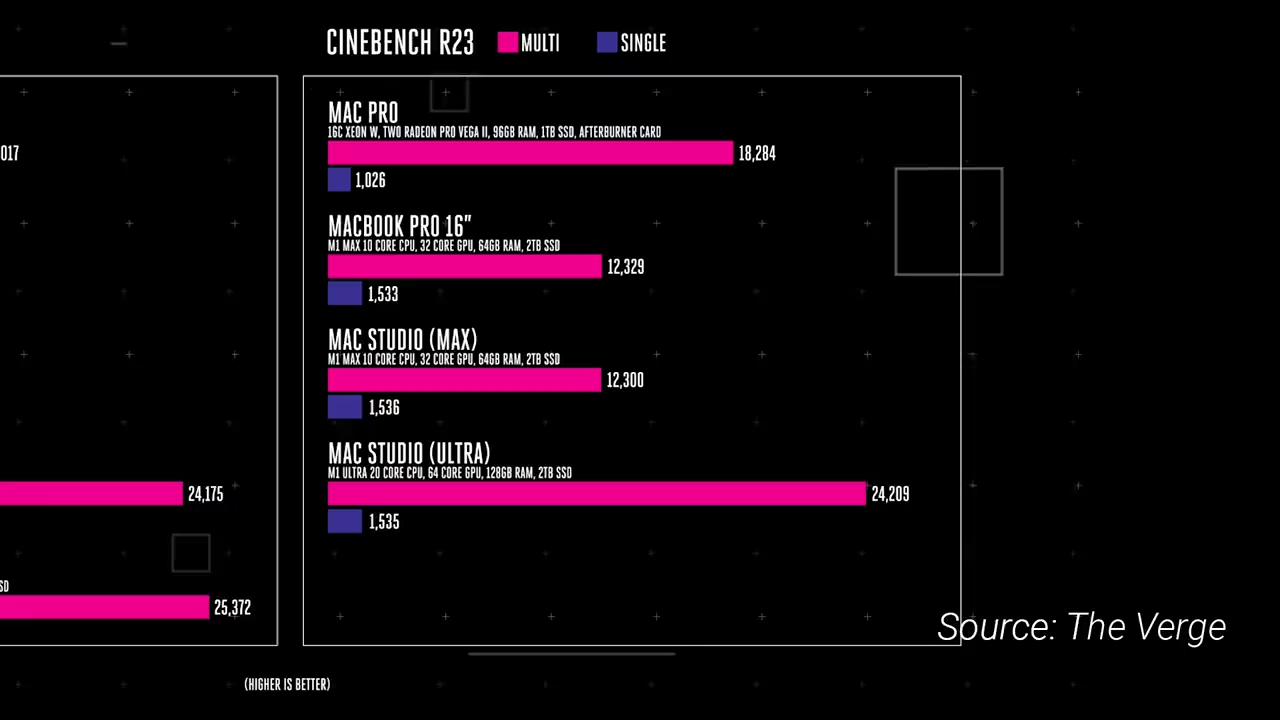 CINEBENCH R23 MULTI SINGLE
017
24,175
SD
25,372
MAC PRO
16C XEON W, TWO RADEON PRO VEGA II, 96GB RAM, 1TB SSD, AFTERBURNER CARD
18,284
1,026
MACBOOK PRO 16"
M1 MAX 10 CORE CPU, 32 CORE GPU, 64GB RAM, 2TB SSD
12,329
1,533
MAC STUDIO (MAX)
M1 MAX 10 CORE CPU, 32 CORE GPU, 64GB RAM, 2TB SSD
12,300
1,536
MAC STUDIO (ULTRA)
M1 ULTRA 20 CORE CPU, 64 CORE GPU, 128GB RAM, 2TB SSD
24,209
1,535
Source: The Verge
(HIGHER IS BETTER)